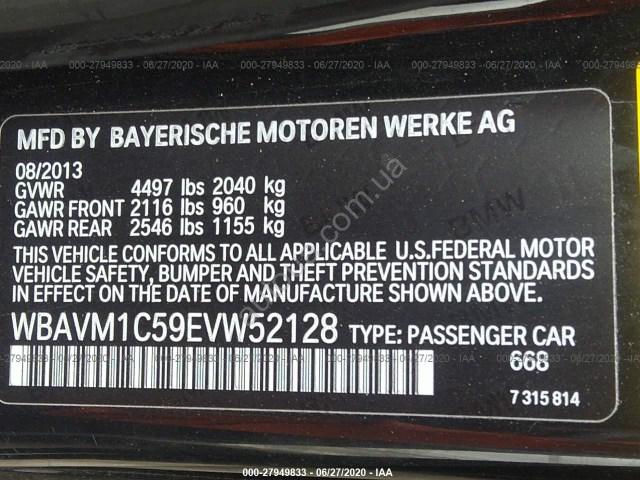 000-27949833 - 06/27/2020 - IAA
MFD BY BAYERISCHE MOTOREN WERKE AG
08/2013
GVWR 4497 lbs 2040 kg
GAWR FRONT 2116 lbs 960 kg
GAWR REAR 2546 lbs 1155 kg
THIS VEHICLE CONFORMS TO ALL APPLICABLE U.S.FEDERAL MOTOR
VEHICLE SAFETY, BUMPER AND THEFT PREVENTION STANDARDS
IN EFFECT ON THE DATE OF MANUFACTURE SHOWN ABOVE.
WBAVM1C59EVW52128 TYPE: PASSENGER CAR
668
7 315 814
000-27949833 - 06/27/2020 - IAA